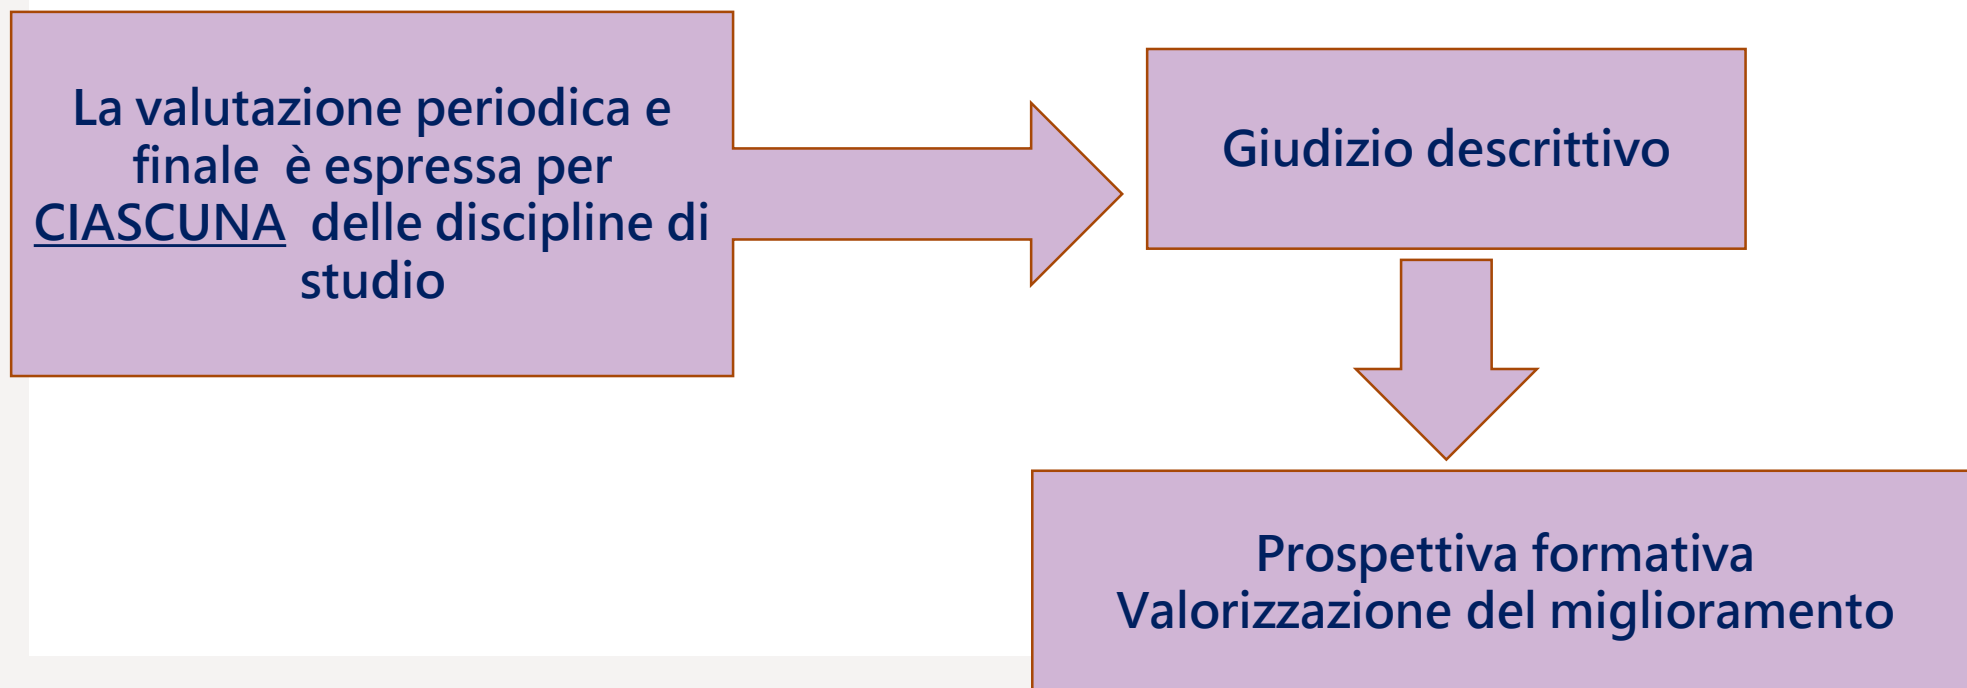 La valutazione periodica e
finale è espressa per
CIASCUNA delle discipline di
studio
Giudizio descrittivo
Prospettiva formativa
Valorizzazione del miglioramento